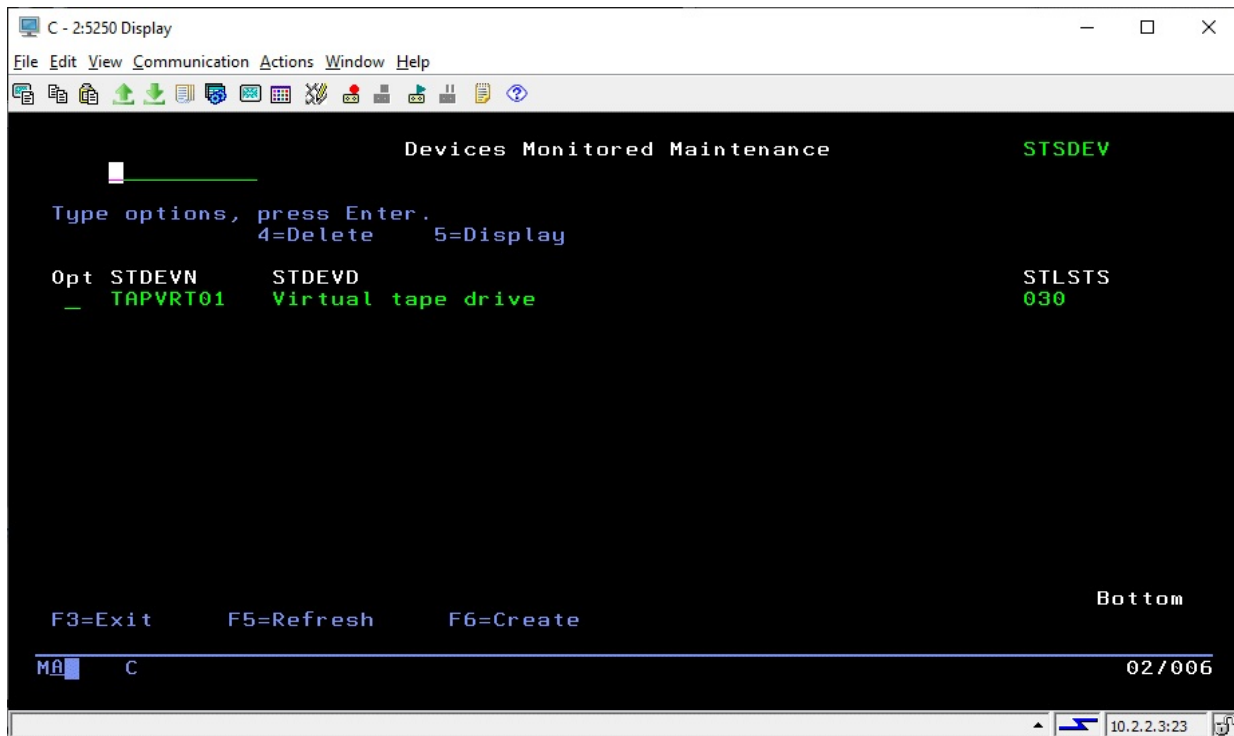 C - 2:5250 Display
File Edit View Communication Actions Window Help
Devices Monitored Maintenance STSDEV
Type options, press Enter.
4=Delete 5=Display
Opt STDEVN STDEVD STLSTS
_ TAPVRT01 Virtual tape drive 030
Bottom
F3=Exit F5=Refresh F6=Create
MA C 02/006
10.2.2.3:23